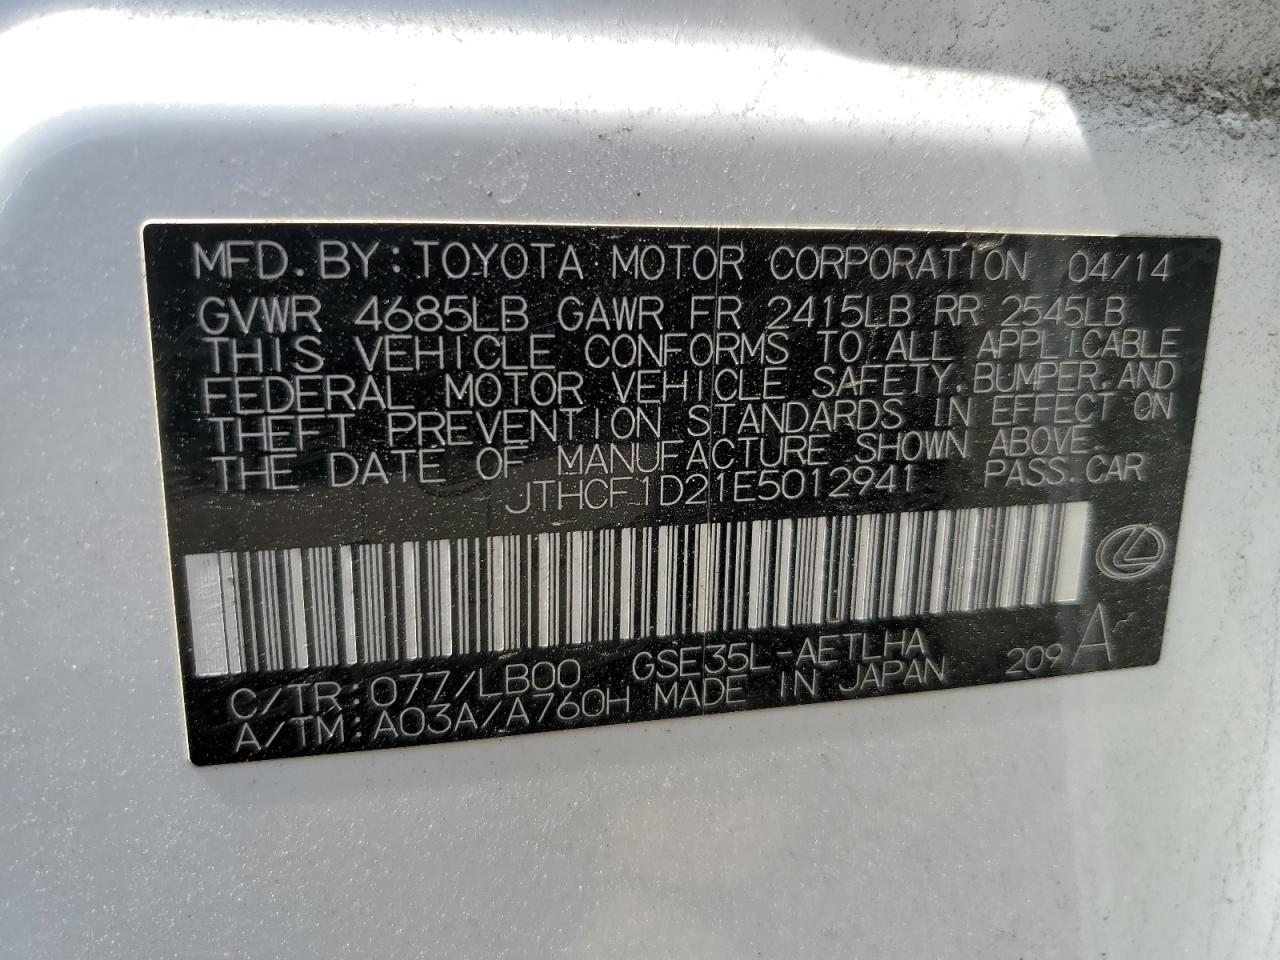 MFD.BY:TOYOTA MOTOR CORPORATION 04/14
GVWR 4685LB GAWR FR 2415LB RR 2545LB
THIS VEHICLE CONFORMS TO ALL APPLICABLE
FEDERAL MOTOR VEHICLE SAFETY,BUMPER,AND
THEFT PREVENTION STANDARDS IN EFFECT ON
THE DATE OF MANUFACTURE SHOWN ABOVE.
JTHCF1D21E5012941 PASS.CAR
C/TR:077/LB00 GSE35L-AETLHA 209 A
A/TM:A03A/A760H MADE IN JAPAN